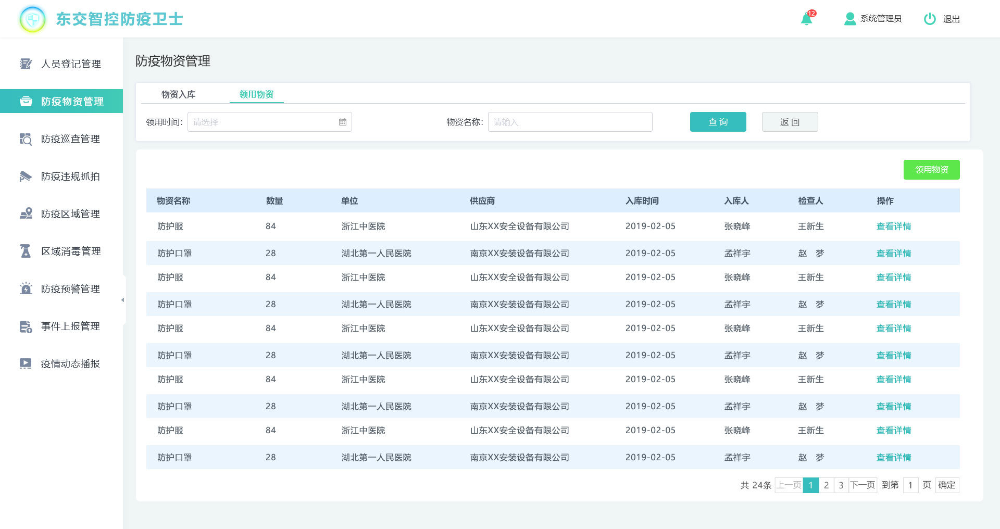 东交智控防疫卫士
12
系统管理员
退出
人员登记管理
防疫物资管理
防疫巡查管理
防疫违规抓拍
防疫区域管理
区域消毒管理
防疫预警管理
事件上报管理
疫情动态播报
防疫物资管理
物资入库 领用物资
领用时间： 请选择 物资名称： 请输入 查 询 返 回
领用物资
物资名称 数量 单位 供应商 入库时间 入库人 检查人 操作
防护服 84 浙江中医院 山东XX安全设备有限公司 2019-02-05 张晓峰 王新生 查看详情
防护口罩 28 湖北第一人民医院 南京XX安装设备有限公司 2019-02-05 孟祥宇 赵 梦 查看详情
防护服 84 浙江中医院 山东XX安全设备有限公司 2019-02-05 张晓峰 王新生 查看详情
防护口罩 28 湖北第一人民医院 南京XX安装设备有限公司 2019-02-05 孟祥宇 赵 梦 查看详情
防护服 84 浙江中医院 山东XX安全设备有限公司 2019-02-05 张晓峰 王新生 查看详情
防护口罩 28 湖北第一人民医院 南京XX安装设备有限公司 2019-02-05 孟祥宇 赵 梦 查看详情
防护服 84 浙江中医院 山东XX安全设备有限公司 2019-02-05 张晓峰 王新生 查看详情
防护口罩 28 湖北第一人民医院 南京XX安装设备有限公司 2019-02-05 孟祥宇 赵 梦 查看详情
防护服 84 浙江中医院 山东XX安全设备有限公司 2019-02-05 张晓峰 王新生 查看详情
防护口罩 28 湖北第一人民医院 南京XX安装设备有限公司 2019-02-05 孟祥宇 赵 梦 查看详情
共 24条 上一页 1 2 3 下一页 到第 1 页 确定